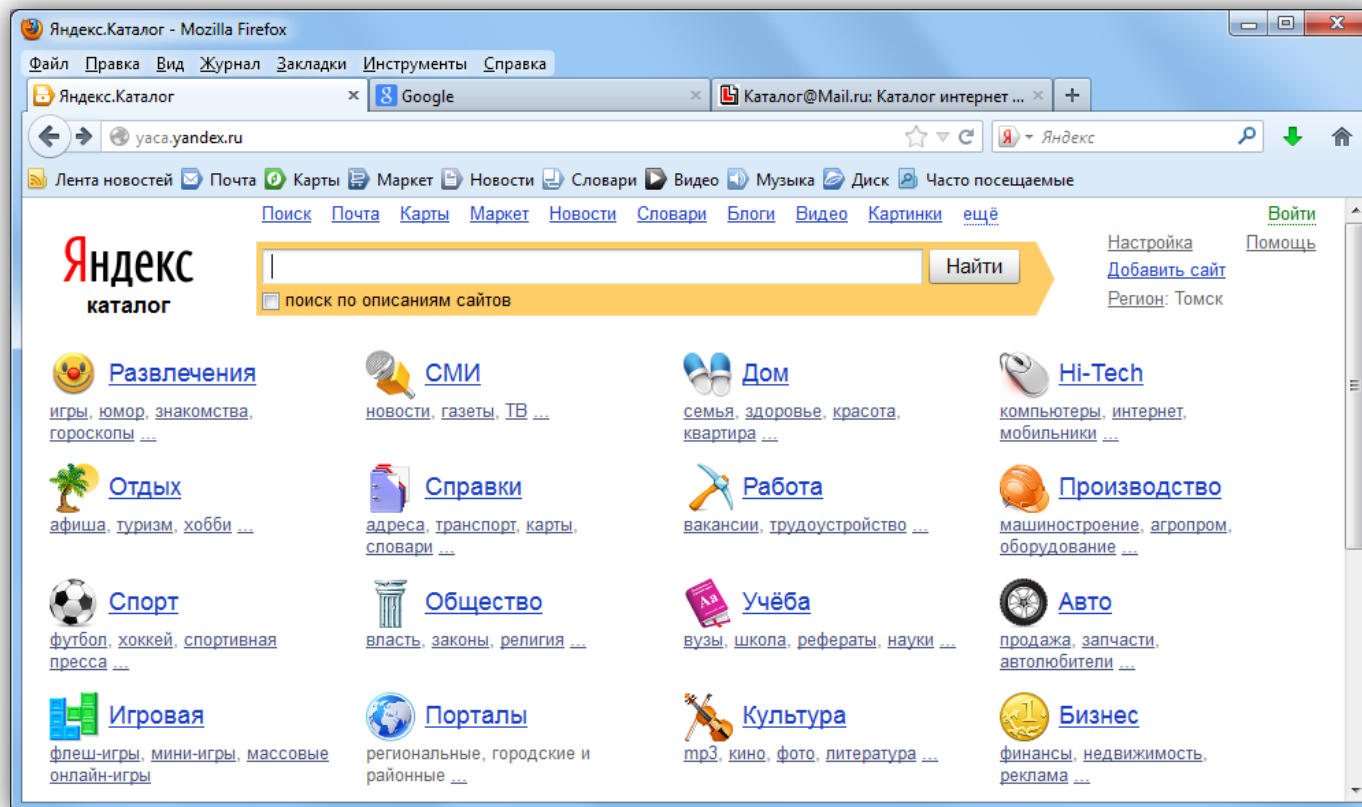 Яндекс.Каталог - Mozilla Firefox
Файл Правка Вид Журнал Закладки Инструменты Справка
Яндекс.Каталог Google Каталог@Mail.ru: Каталог интернет ...
yaca.yandex.ru Яндекс
Лента новостей Почта Карты Маркет Новости Словари Видео Музыка Диск Часто посещаемые
Поиск Почта Карты Маркет Новости Словари Блоги Видео Картинки ещё Войти
Яндекс
каталог
Найти
поиск по описаниям сайтов
Настройка Помощь
Добавить сайт
Регион: Томск
Развлечения
игры, юмор, знакомства,
гороскопы ...
СМИ
новости, газеты, ТВ ...
Дом
семья, здоровье, красота,
квартира ...
Hi-Tech
компьютеры, интернет,
мобильники ...
Отдых
афиша, туризм, хобби ...
Справки
адреса, транспорт, карты,
словари ...
Работа
вакансии, трудоустройство ...
Производство
машиностроение, агропром,
оборудование ...
Спорт
футбол, хоккей, спортивная
пресса ...
Общество
власть, законы, религия ...
Учёба
вузы, школа, рефераты, науки ...
Авто
продажа, запчасти,
автолюбители ...
Игровая
флеш-игры, мини-игры, массовые
онлайн-игры
Порталы
региональные, городские и
районные ...
Культура
mp3, кино, фото, литература ...
Бизнес
финансы, недвижимость,
реклама ...